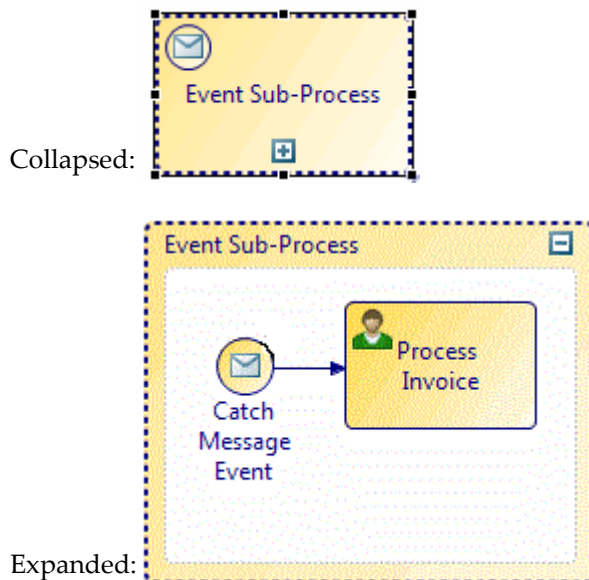 Event Sub-Process
Collapsed:
Event Sub-Process
Process
Invoice
Catch
Message
Event
Expanded: